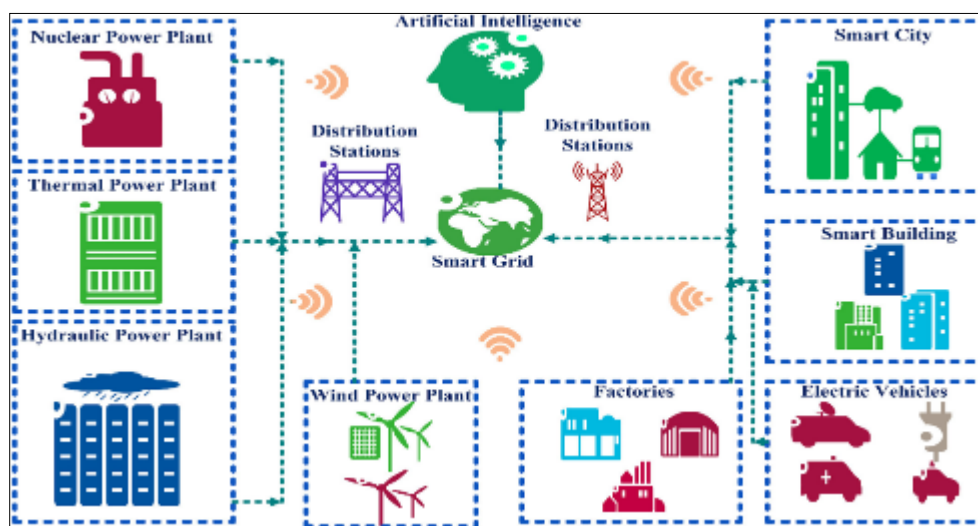 Artificial Intelligence
Nuclear Power Plant
Smart City
Distribution
Stations
Distribution
Stations
Thermal Power Plant
Smart Grid
Smart Building
Hydraulic Power Plant
Wind Power Plant
Factories
Electric Vehicles